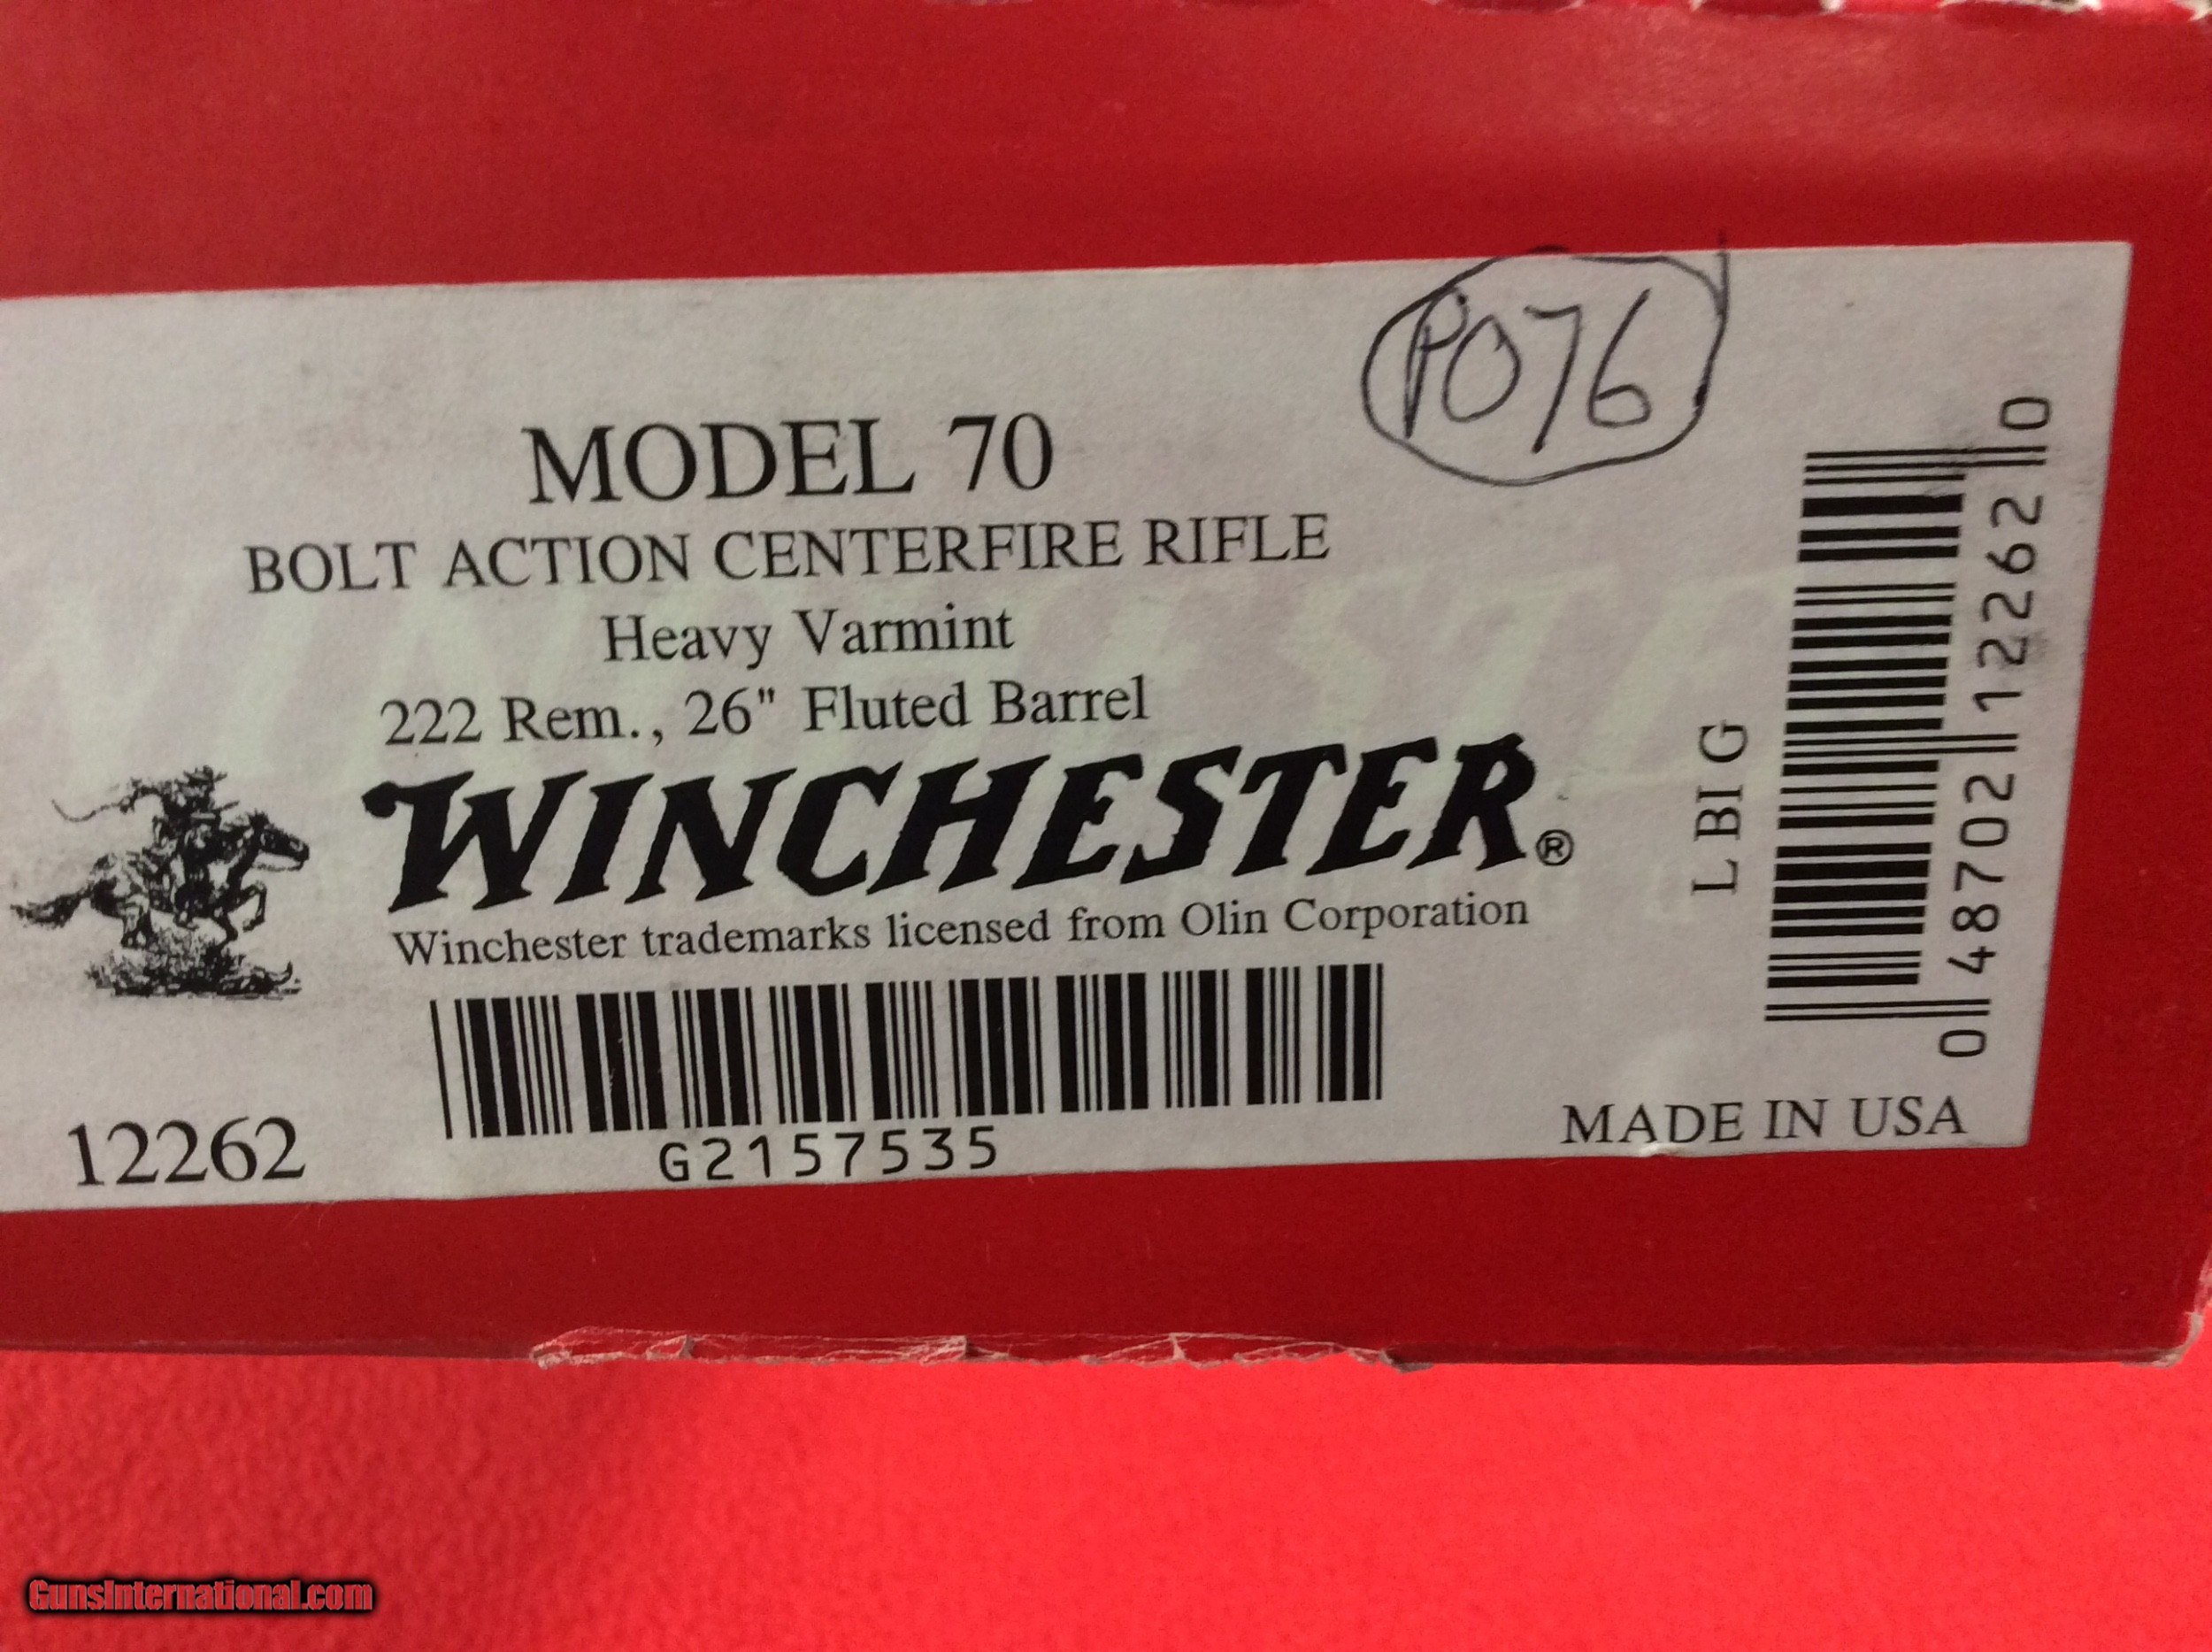 P076
MODEL 70
BOLT ACTION CENTERFIRE RIFLE
Heavy Varmint
222 Rem., 26" Fluted Barrel
WINCHESTER®
Winchester trademarks licensed from Olin Corporation
12262
G2157535
L BI G
0 48702 12262 0
MADE IN USA
GunsInternational.com